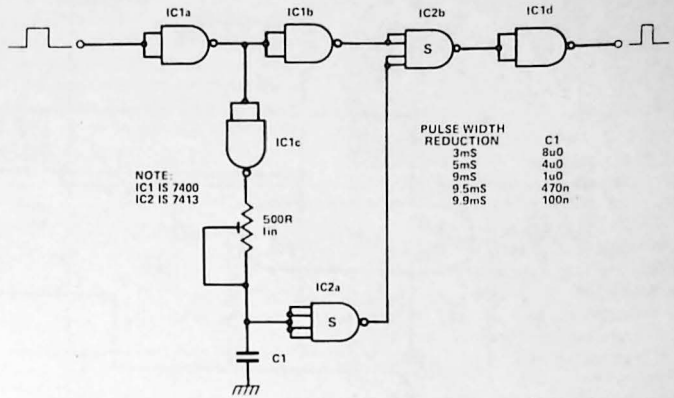 IC1a
IC1b
IC2b
IC1d
S
IC1c
PULSE WIDTH
REDUCTION C1
3mS 8u0
5mS 4u0
9mS 1u0
9.5mS 470n
9.9mS 100n
NOTE:
IC1 IS 7400
IC2 IS 7413
500R
lin
IC2a
S
C1